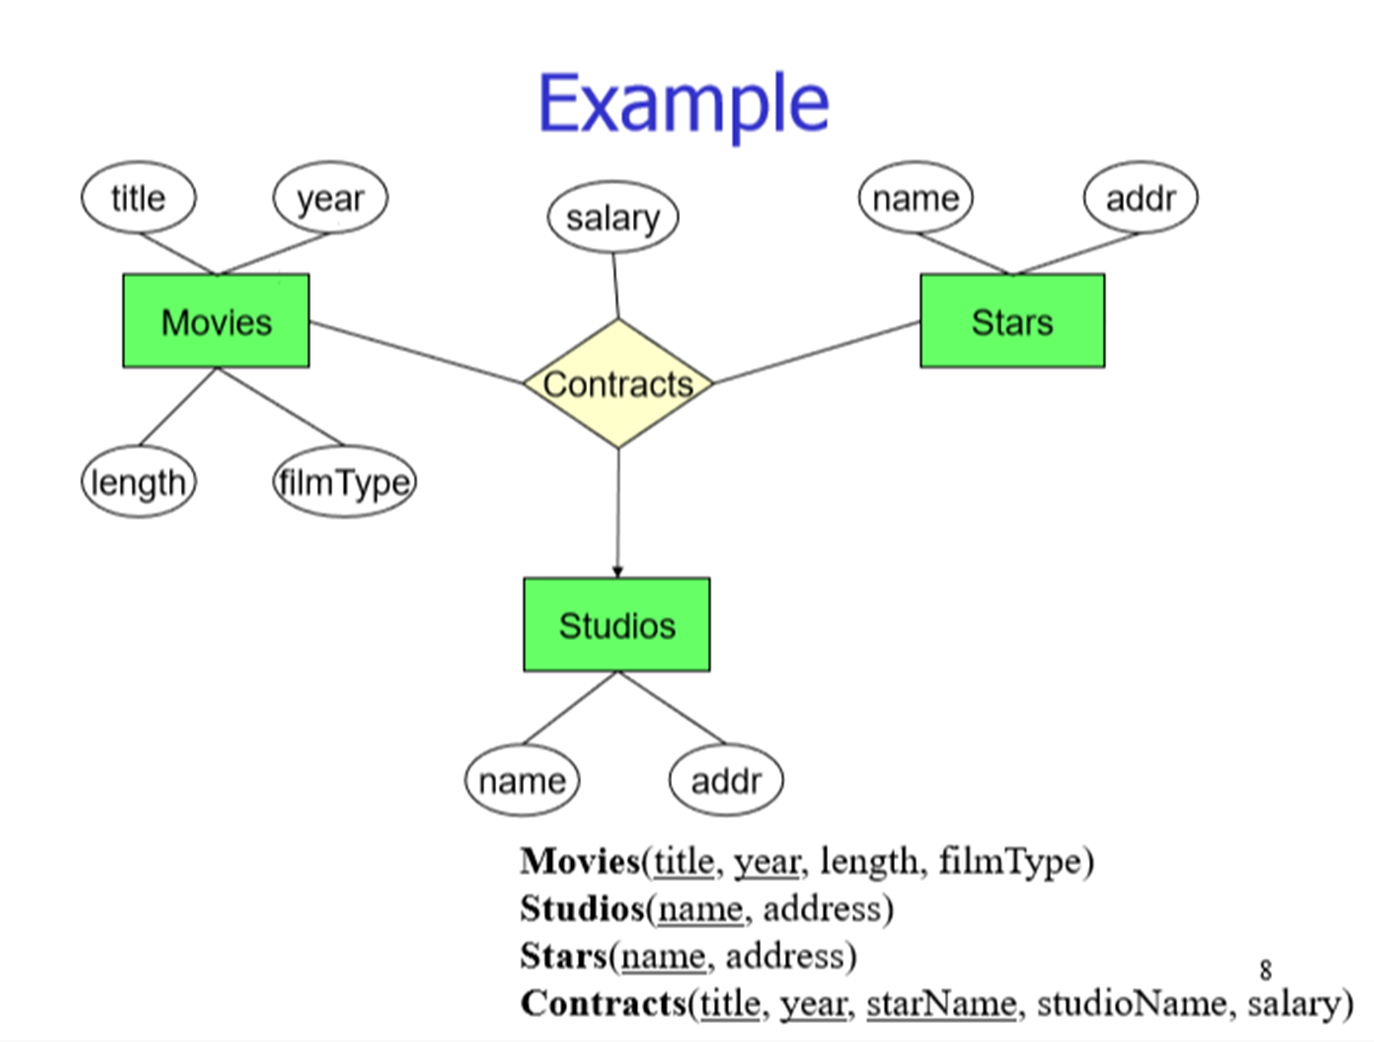 Example
title
year
salary
name
addr
Movies
Stars
Contracts
length
filmType
Studios
name
addr
Movies(title, year, length, filmType)
Studios(name, address)
Stars(name, address)
8
Contracts(title, year, starName, studioName, salary)